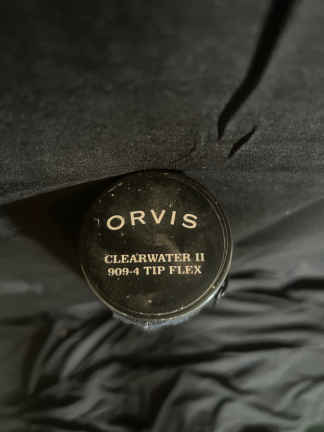 ORVIS
CLEARWATER II
909-4 TIP FLEX